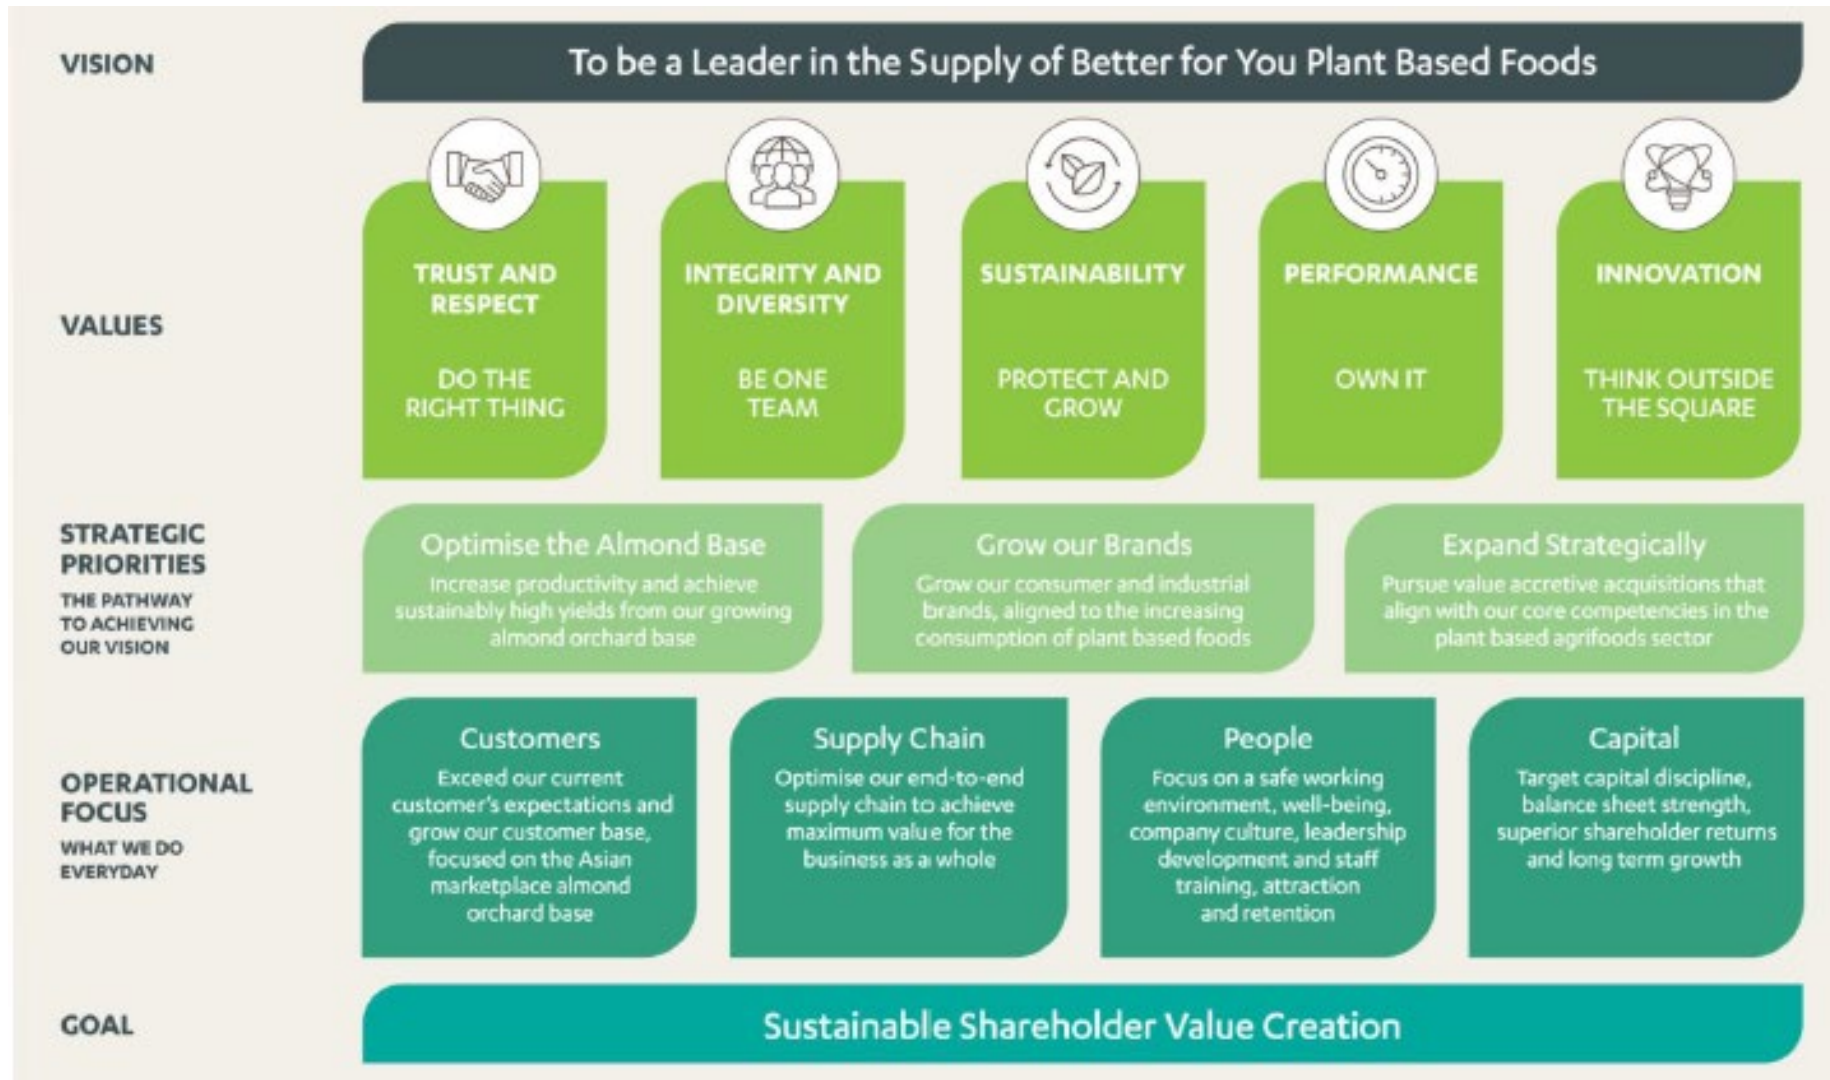 VISION
To be a Leader in the Supply of Better for You Plant Based Foods
VALUES
TRUST AND
RESPECT
DO THE
RIGHT THING
INTEGRITY AND
DIVERSITY
BE ONE
TEAM
SUSTAINABILITY
PROTECT AND
GROW
PERFORMANCE
OWN IT
INNOVATION
THINK OUTSIDE
THE SQUARE
STRATEGIC
PRIORITIES
THE PATHWAY
TO ACHIEVING
OUR VISION
Optimise the Almond Base
Increase productivity and achieve
sustainably high yields from our growing
almond orchard base
Grow our Brands
Grow our consumer and industrial
brands, aligned to the increasing
consumption of plant based foods
Expand Strategically
Pursue value accretive acquisitions that
align with our core competencies in the
plant based agrifoods sector
OPERATIONAL
FOCUS
WHAT WE DO
EVERYDAY
Customers
Exceed our current
customer's expectations and
grow our customer base,
focused on the Asian
marketplace almond
orchard base
Supply Chain
Optimise our end-to-end
supply chain to achieve
maximum value for the
business as a whole
People
Focus on a safe working
environment, well-being,
company culture, leadership
development and staff
training, attraction
and retention
Capital
Target capital discipline,
balance sheet strength,
superior shareholder returns
and long term growth
GOAL
Sustainable Shareholder Value Creation